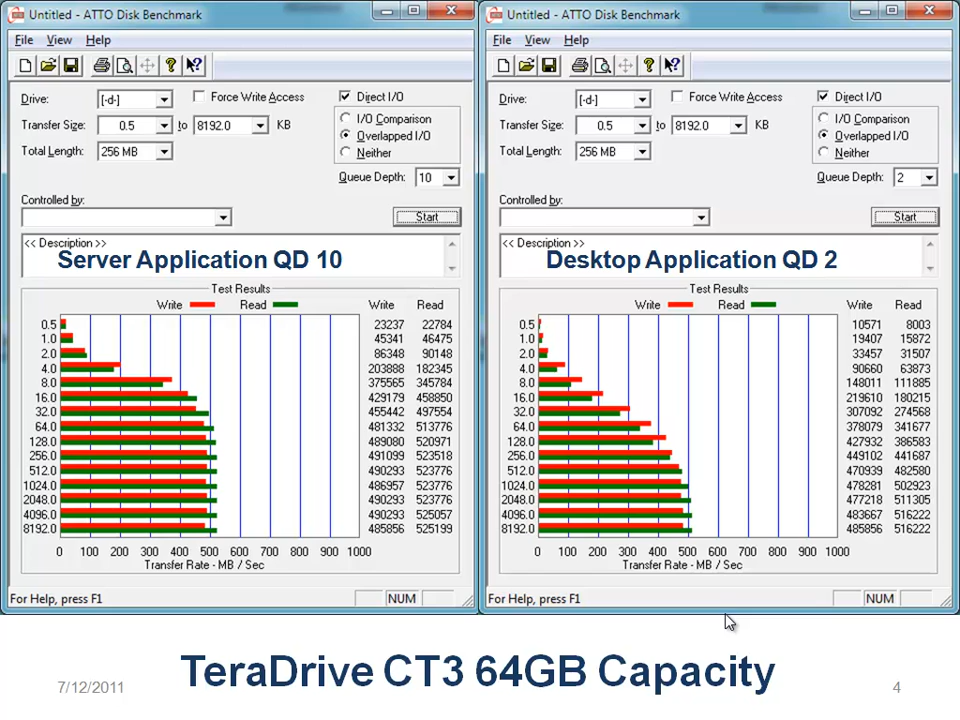 Untitled - ATTO Disk Benchmark
File View Help
Drive: [-d-] Force Write Access Direct I/O
Transfer Size: 0.5 to 8192.0 KB I/O Comparison
Overlapped I/O
Total Length: 256 MB Neither
Queue Depth: 10
Controlled by:
Start
<< Description >>
Server Application QD 10
Test Results
Write Read Write Read
0.5 23237 22784
1.0 45341 46475
2.0 86348 90148
4.0 203888 182345
8.0 375565 345784
16.0 429179 458850
32.0 455442 497554
64.0 481332 513776
128.0 489080 520971
256.0 491099 523518
512.0 490293 523776
1024.0 486957 523776
2048.0 490293 523776
4096.0 490293 525057
8192.0 485856 525199
0 100 200 300 400 500 600 700 800 900 1000
Transfer Rate - MB / Sec
For Help, press F1 NUM
Untitled - ATTO Disk Benchmark
File View Help
Drive: [-d-] Force Write Access Direct I/O
Transfer Size: 0.5 to 8192.0 KB I/O Comparison
Overlapped I/O
Total Length: 256 MB Neither
Queue Depth: 2
Controlled by:
Start
<< Description >>
Desktop Application QD 2
Test Results
Write Read Write Read
0.5 10571 8003
1.0 19407 15872
2.0 33457 31507
4.0 90660 63873
8.0 148011 111885
16.0 219610 180215
32.0 307092 274568
64.0 378079 341677
128.0 427932 386583
256.0 449102 441687
512.0 470939 482580
1024.0 478281 502923
2048.0 477218 511305
4096.0 483667 516222
8192.0 485856 516222
0 100 200 300 400 500 600 700 800 900 1000
Transfer Rate - MB / Sec
For Help, press F1 NUM
TeraDrive CT3 64GB Capacity
7/12/2011 4